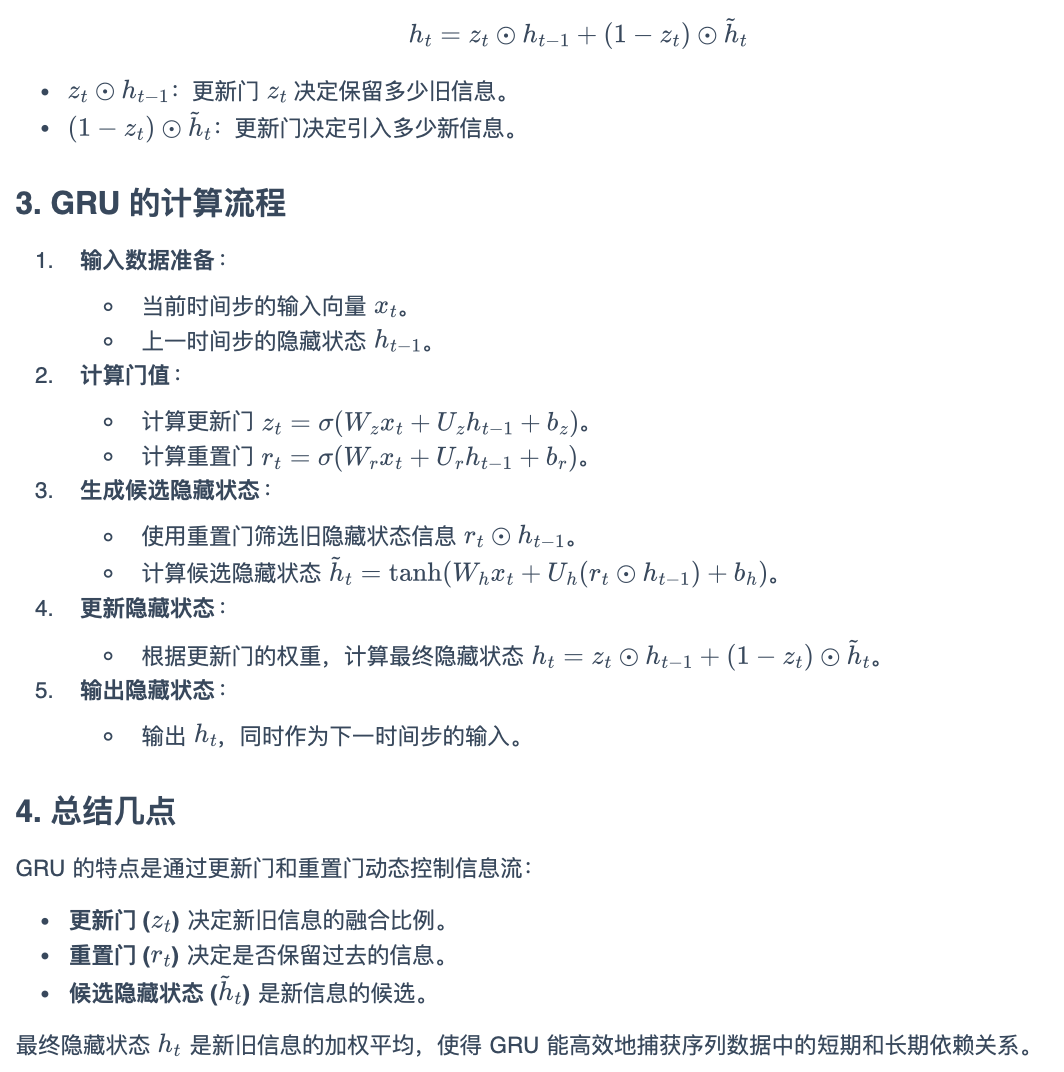 h_t = z_t ⊙ h_{t−1} + (1 − z_t) ⊙ h̃_t
• z_t ⊙ h_{t−1}：更新门 z_t 决定保留多少旧信息。
• (1 − z_t) ⊙ h̃_t：更新门决定引入多少新信息。
3. GRU 的计算流程
1. 输入数据准备：
◦ 当前时间步的输入向量 x_t。
◦ 上一时间步的隐藏状态 h_{t−1}。
2. 计算门值：
◦ 计算更新门 z_t = σ(W_z x_t + U_z h_{t−1} + b_z)。
◦ 计算重置门 r_t = σ(W_r x_t + U_r h_{t−1} + b_r)。
3. 生成候选隐藏状态：
◦ 使用重置门筛选旧隐藏状态信息 r_t ⊙ h_{t−1}。
◦ 计算候选隐藏状态 h̃_t = tanh(W_h x_t + U_h(r_t ⊙ h_{t−1}) + b_h)。
4. 更新隐藏状态：
◦ 根据更新门的权重，计算最终隐藏状态 h_t = z_t ⊙ h_{t−1} + (1 − z_t) ⊙ h̃_t。
5. 输出隐藏状态：
◦ 输出 h_t，同时作为下一时间步的输入。
4. 总结几点
GRU 的特点是通过更新门和重置门动态控制信息流：
• 更新门 (z_t) 决定新旧信息的融合比例。
• 重置门 (r_t) 决定是否保留过去的信息。
• 候选隐藏状态 (h̃_t) 是新信息的候选。
最终隐藏状态 h_t 是新旧信息的加权平均，使得 GRU 能高效地捕获序列数据中的短期和长期依赖关系。